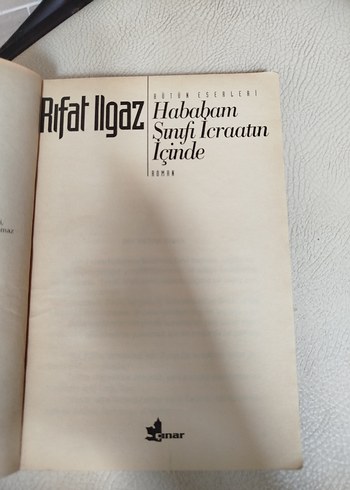 Rıfat Ilgaz
BÜTÜN ESERLERİ
Hababam
Sınıfı İcraatın
İçinde
ROMAN
çınar